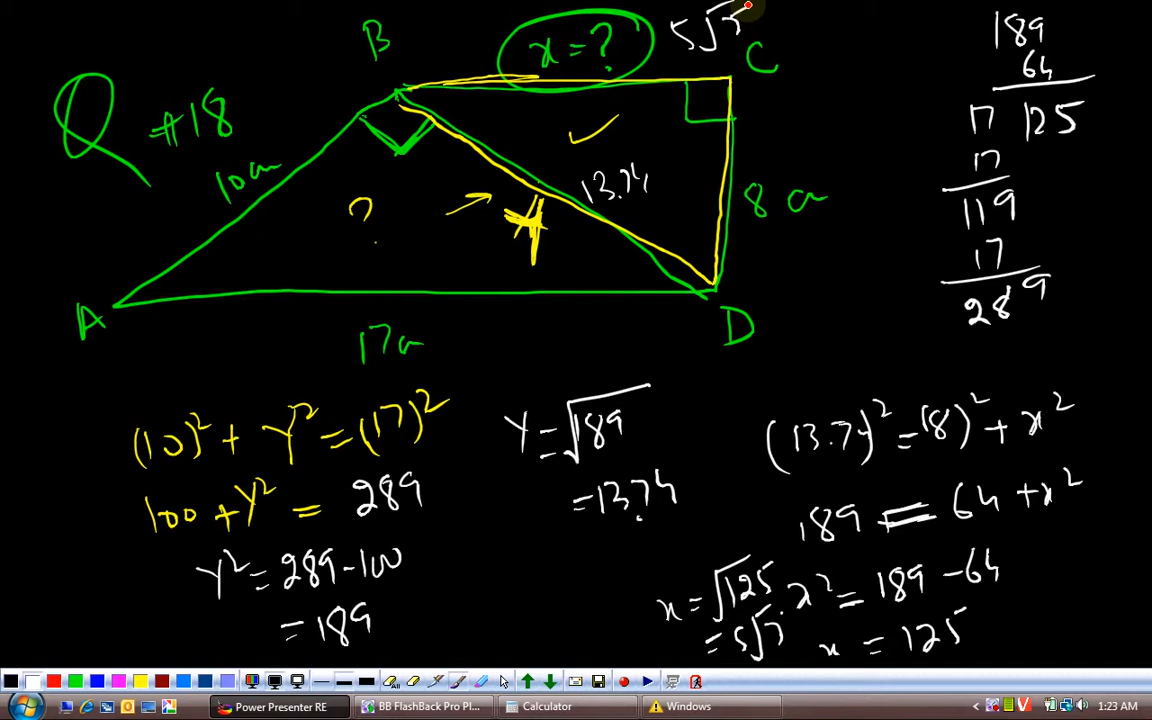 Q #18
B
x = ?
5√5
C
10cm
?
13.74
8 cm
A
17cm
D
189
64
17 125
17
119
17
289
(10)² + Y² = (17)²
100 + Y² = 289
Y² = 289 - 100
= 189
Y = √189
= 13.74
(13.74)² = (8)² + x²
189 = 64 + x²
x² = 189 - 64
x = 125
x = √125
= 5√5
Power Presenter RE
BB FlashBack Pro Pl...
Calculator
Windows
1:23 AM